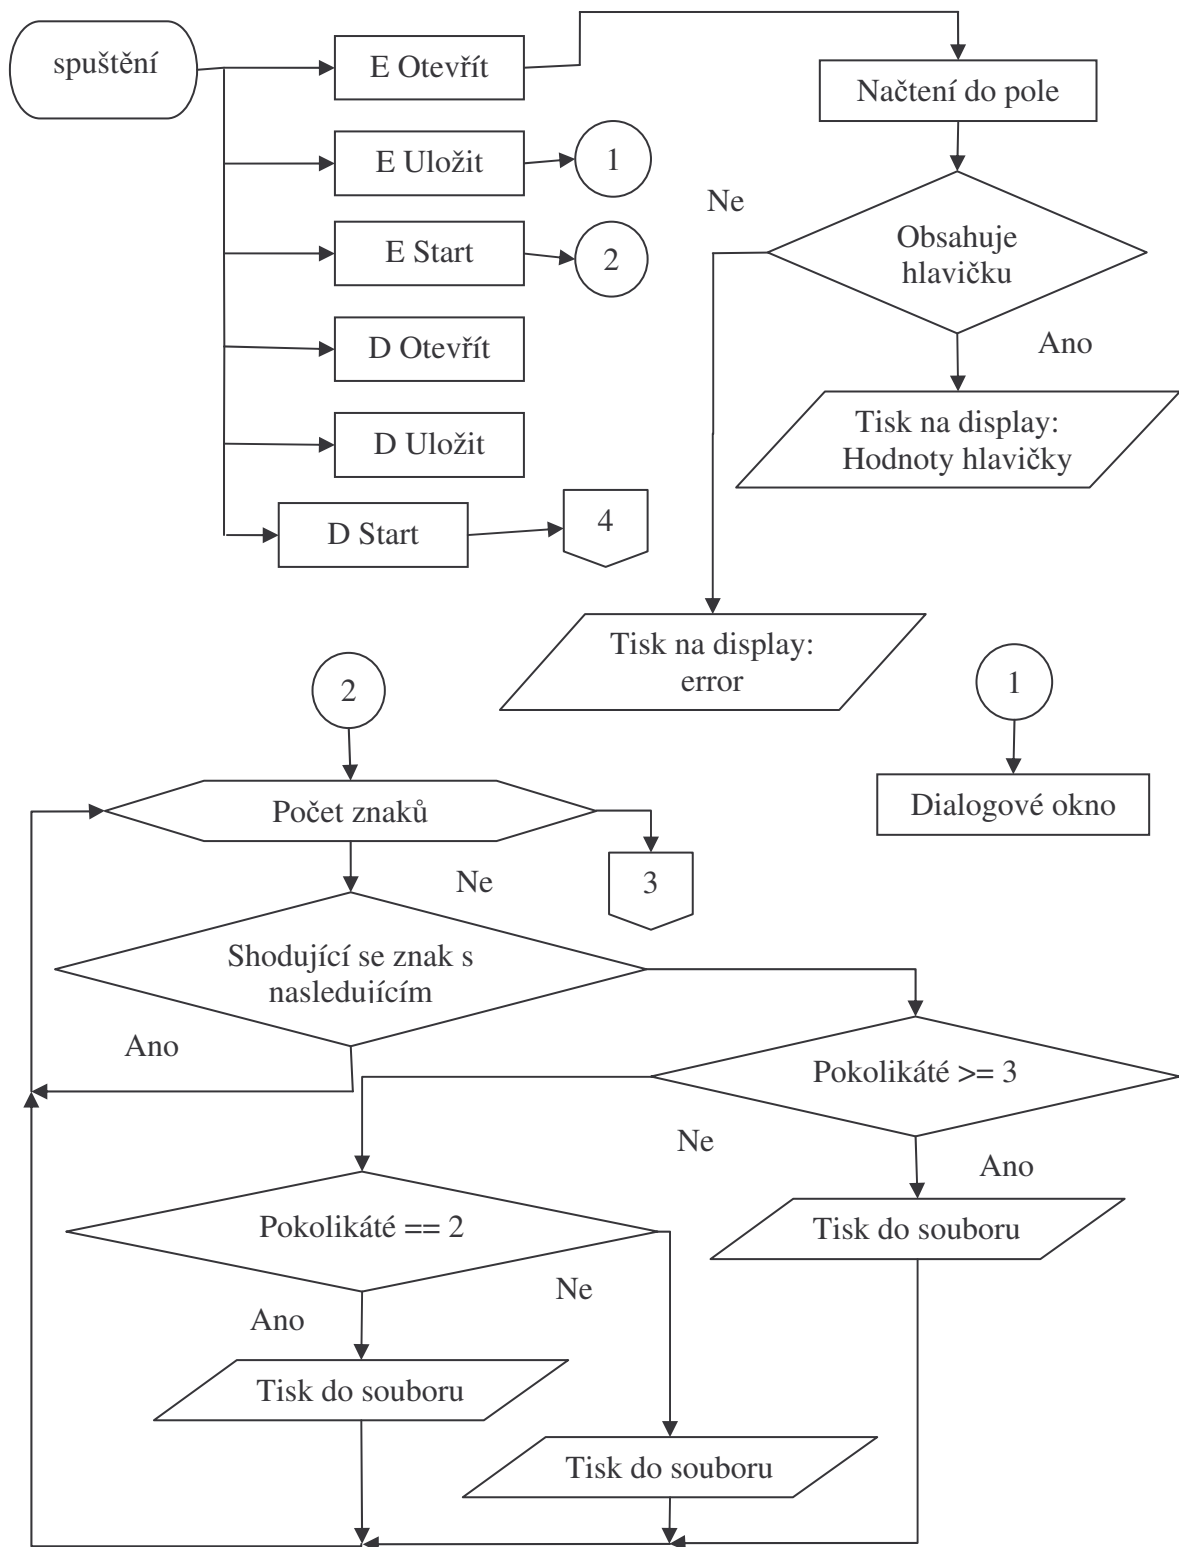 spuštění
E Otevřít
Načtení do pole
E Uložit
1
Ne
E Start
2
Obsahuje
hlavičku
D Otevřít
Ano
Tisk na display:
Hodnoty hlavičky
D Uložit
D Start
4
Tisk na display:
error
2
1
Počet znaků
Dialogové okno
3
Ne
Shodující se znak s
nasledujícím
Ano
Pokolikáté >= 3
Ne
Ano
Pokolikáté == 2
Tisk do souboru
Ne
Ano
Tisk do souboru
Tisk do souboru